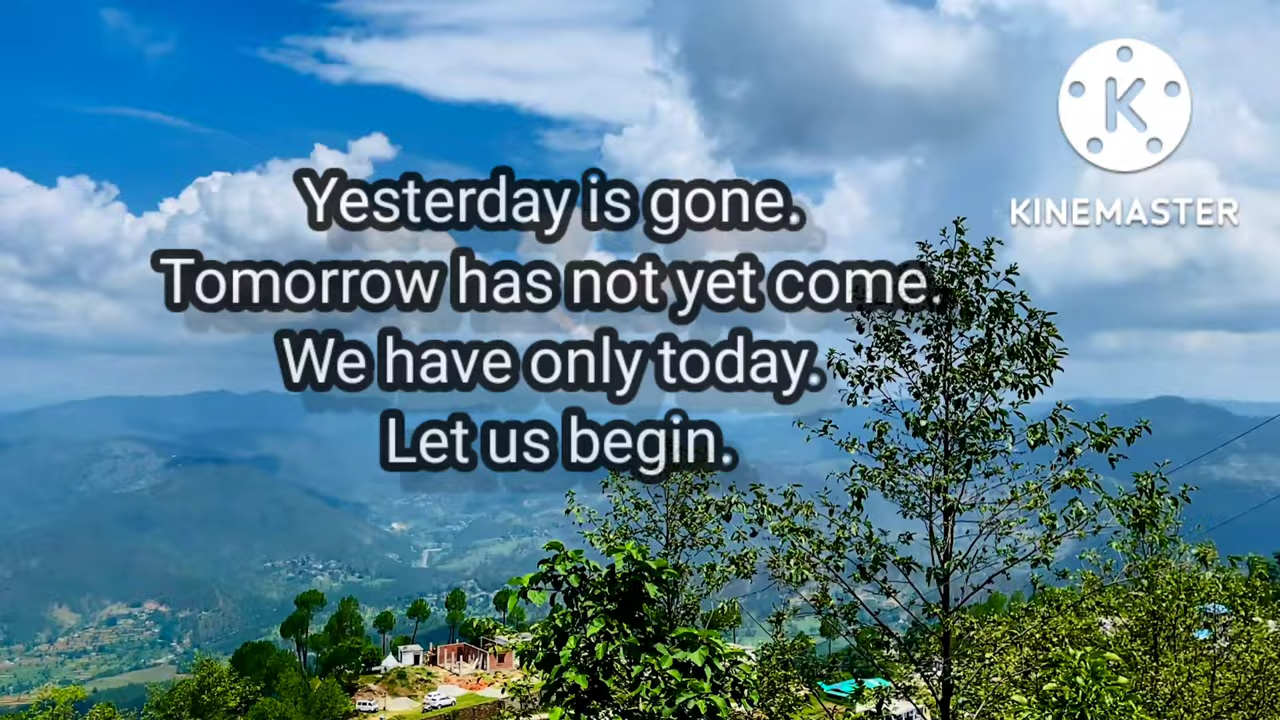 Yesterday is gone.
Tomorrow has not yet come.
We have only today.
Let us begin.
K
KINEMASTER